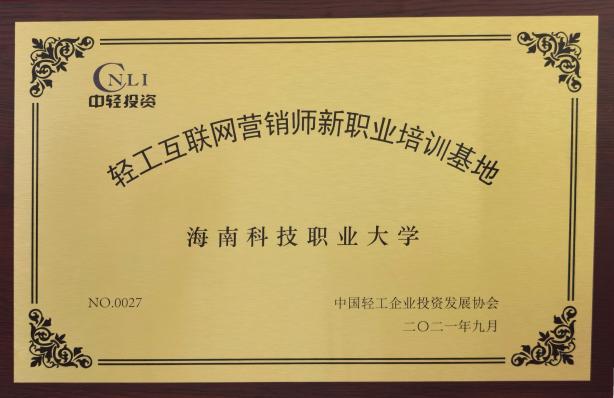 CNLI
中轻投资
轻工互联网营销师新职业培训基地
海南科技职业大学
NO.0027
中国轻工企业投资发展协会
二〇二一年九月